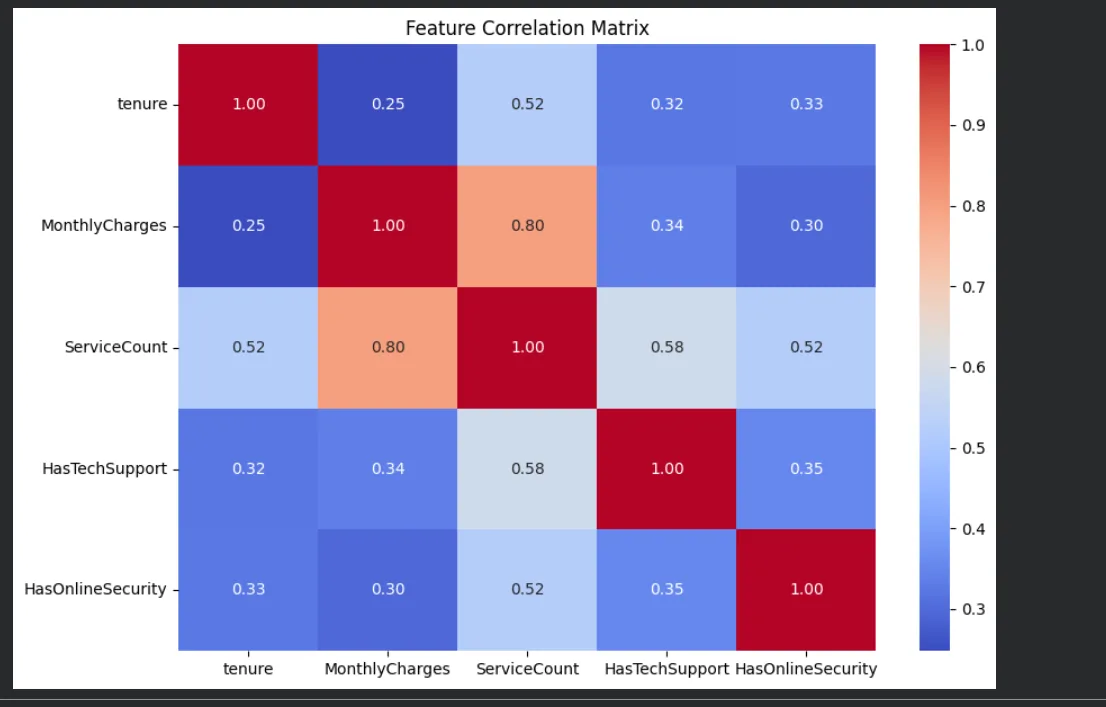 Feature Correlation Matrix
tenure 1.00 0.25 0.52 0.32 0.33
MonthlyCharges 0.25 1.00 0.80 0.34 0.30
ServiceCount 0.52 0.80 1.00 0.58 0.52
HasTechSupport 0.32 0.34 0.58 1.00 0.35
HasOnlineSecurity 0.33 0.30 0.52 0.35 1.00
tenure MonthlyCharges ServiceCount HasTechSupport HasOnlineSecurity
1.0
0.9
0.8
0.7
0.6
0.5
0.4
0.3